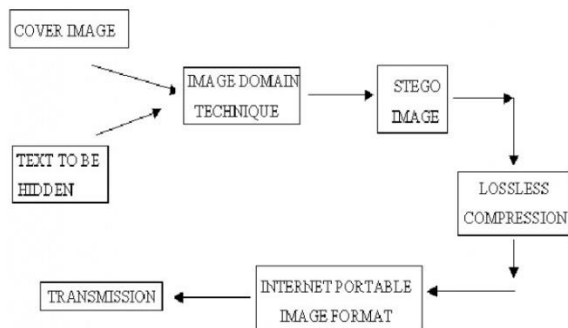 COVER IMAGE
IMAGE DOMAIN
TECHNIQUE
STEGO
IMAGE
TEXT TO BE
HIDDEN
LOSSLESS
COMPRESSION
INTERNET PORTABLE
IMAGE FORMAT
TRANSMISSION